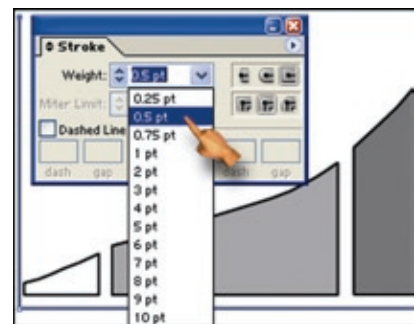 Stroke
Weight: 0.5 pt
0.25 pt
Miter Limit:
0.5 pt
Dashed Line
0.75 pt
1 pt
2 pt
dash gap dash gap
3 pt
4 pt
5 pt
6 pt
7 pt
8 pt
9 pt
10 pt